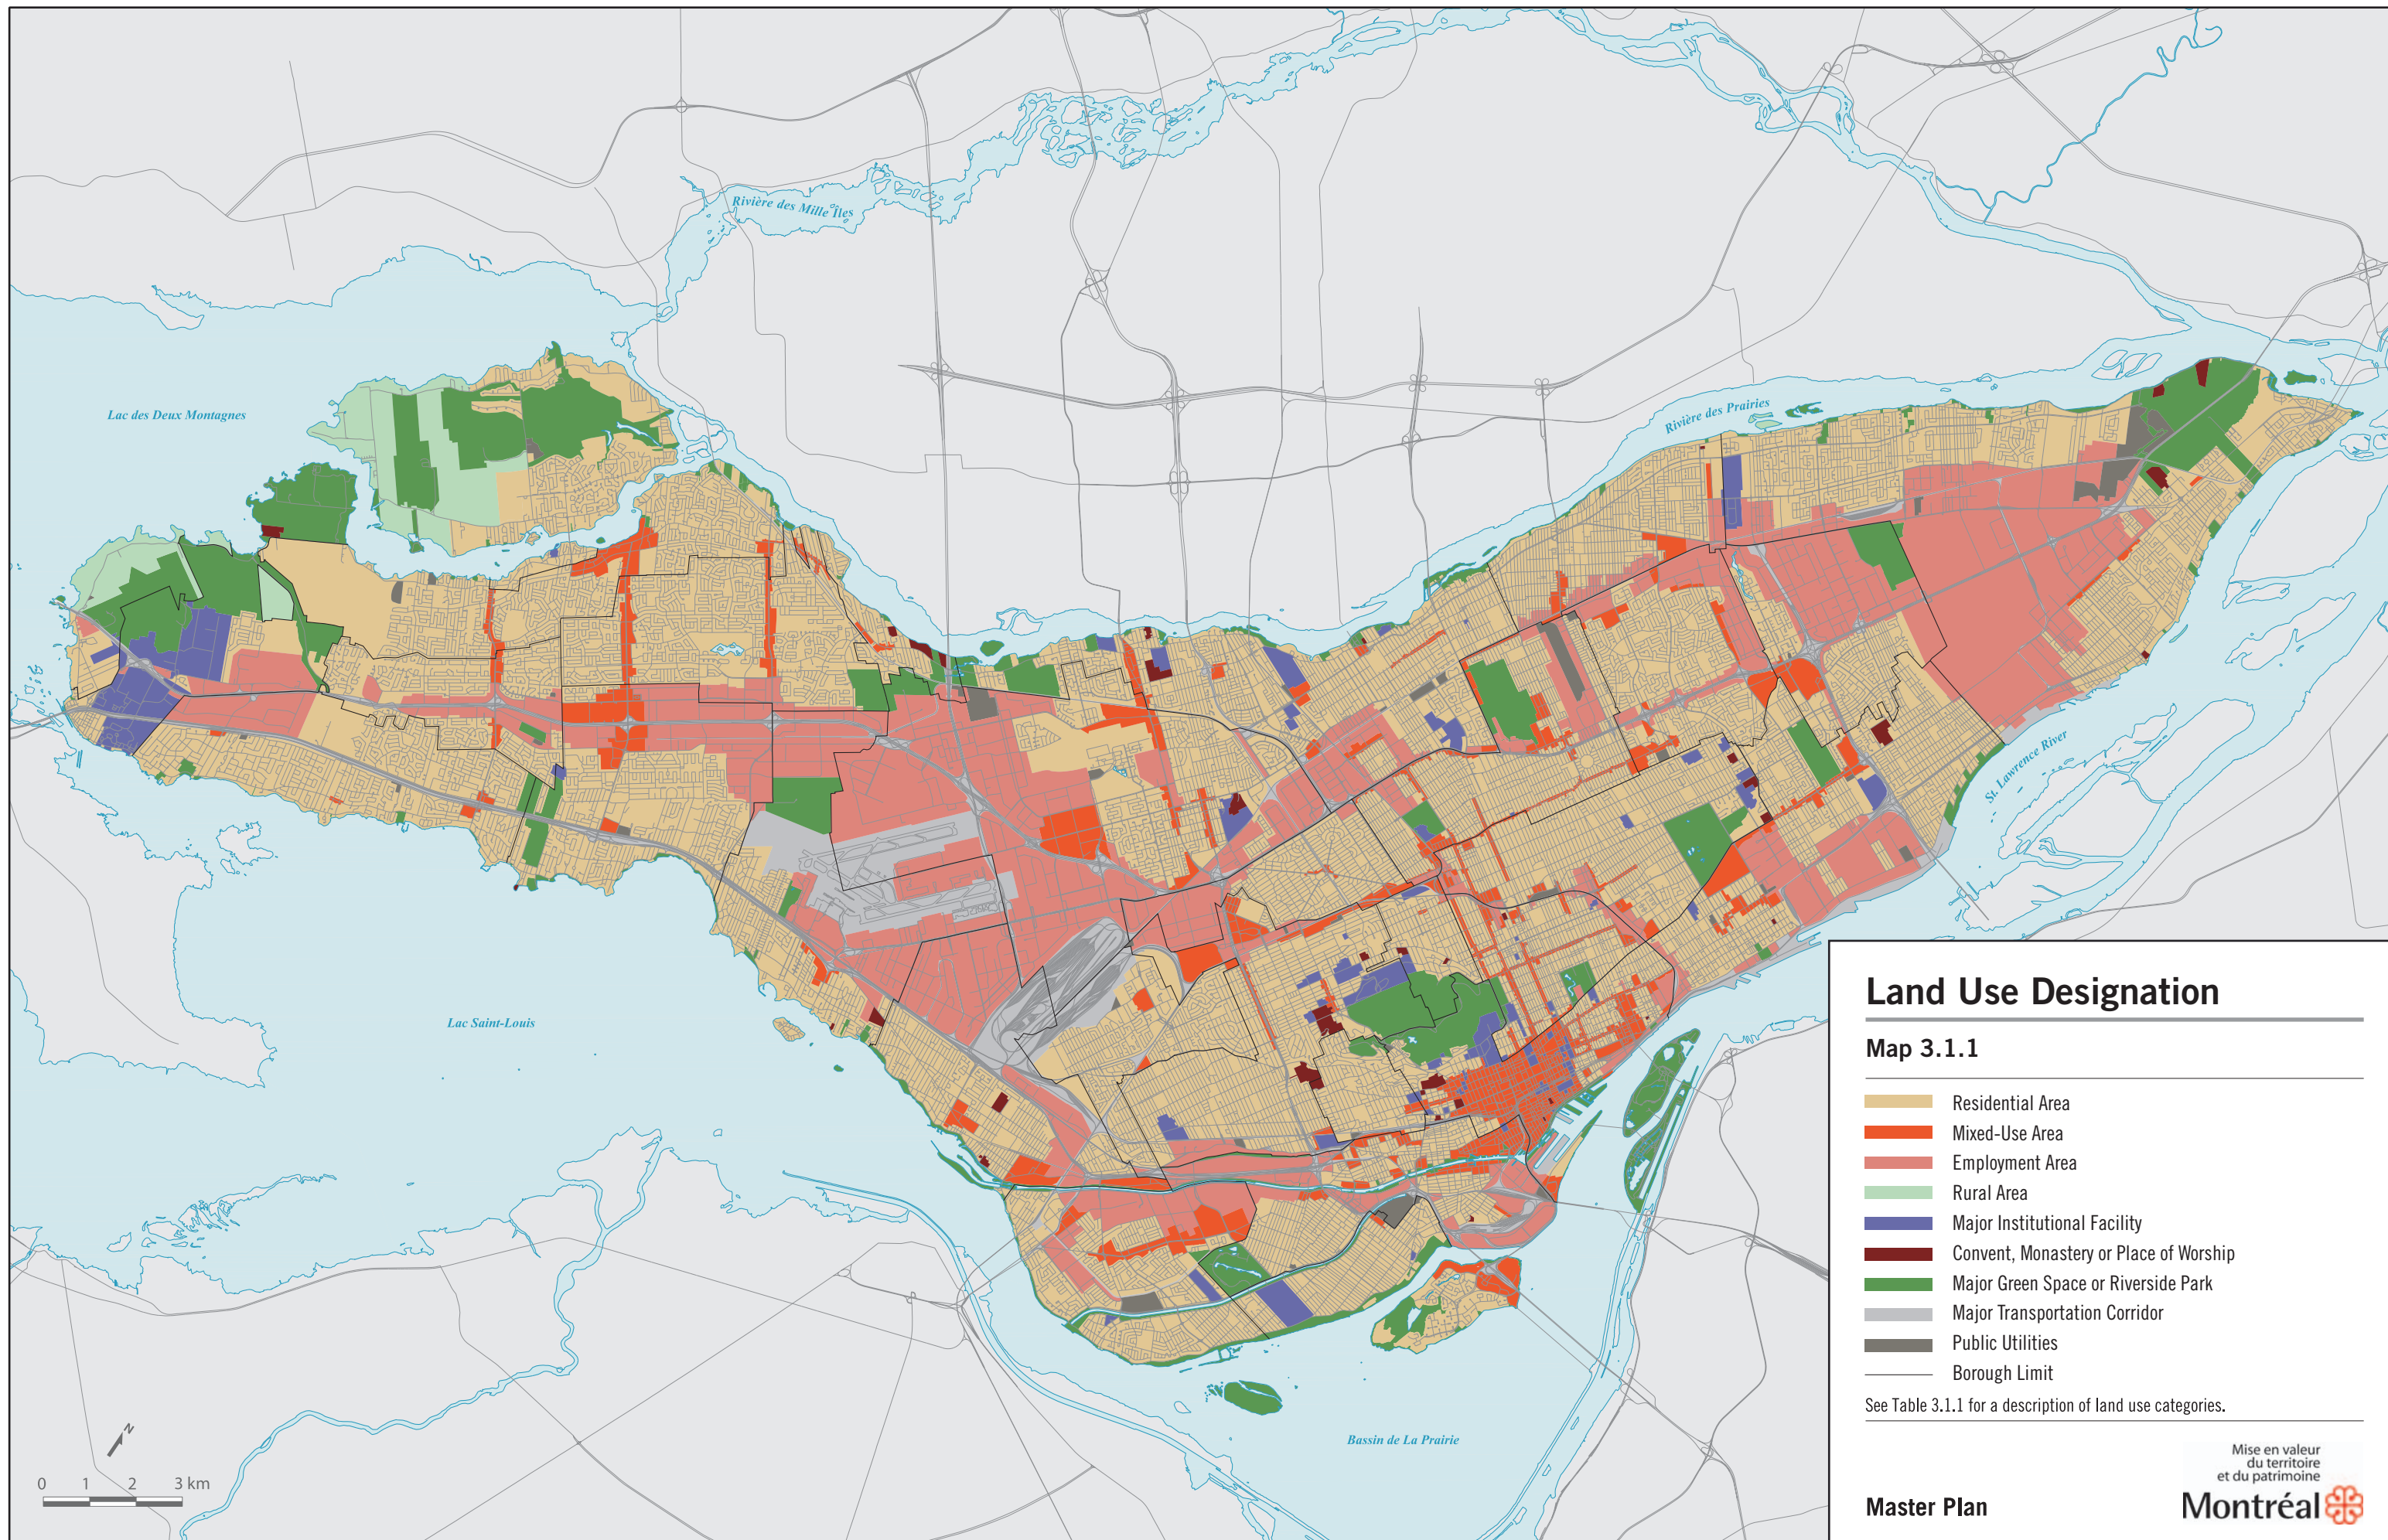 Rivière des Mille Îles
Lac des Deux Montagnes
Rivière des Prairies
St. Lawrence River
Lac Saint-Louis
Bassin de La Prairie
N
0 1 2 3 km
Land Use Designation
Map 3.1.1
Residential Area
Mixed-Use Area
Employment Area
Rural Area
Major Institutional Facility
Convent, Monastery or Place of Worship
Major Green Space or Riverside Park
Major Transportation Corridor
Public Utilities
Borough Limit
See Table 3.1.1 for a description of land use categories.
Mise en valeur
du territoire
et du patrimoine
Master Plan
Montréal